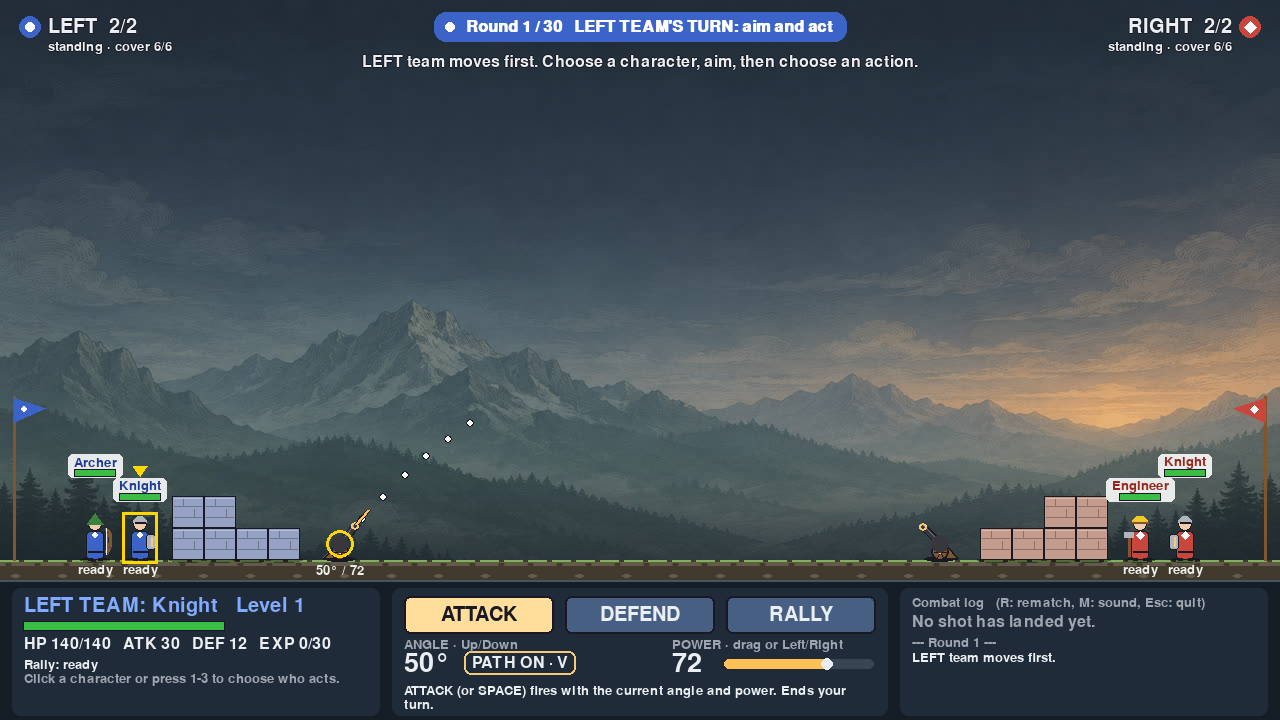 LEFT 2/2
standing · cover 6/6
Round 1 / 30 LEFT TEAM'S TURN: aim and act
LEFT team moves first. Choose a character, aim, then choose an action.
RIGHT 2/2
standing · cover 6/6
Archer
Knight
Knight
Engineer
ready
ready
50° / 72
ready
ready
LEFT TEAM: Knight Level 1
HP 140/140 ATK 30 DEF 12 EXP 0/30
Rally: ready
Click a character or press 1-3 to choose who acts.
ATTACK
DEFEND
RALLY
ANGLE · Up/Down
POWER · drag or Left/Right
50°
PATH ON · V
72
ATTACK (or SPACE) fires with the current angle and power. Ends your
turn.
Combat log (R: rematch, M: sound, Esc: quit)
No shot has landed yet.
--- Round 1 ---
LEFT team moves first.